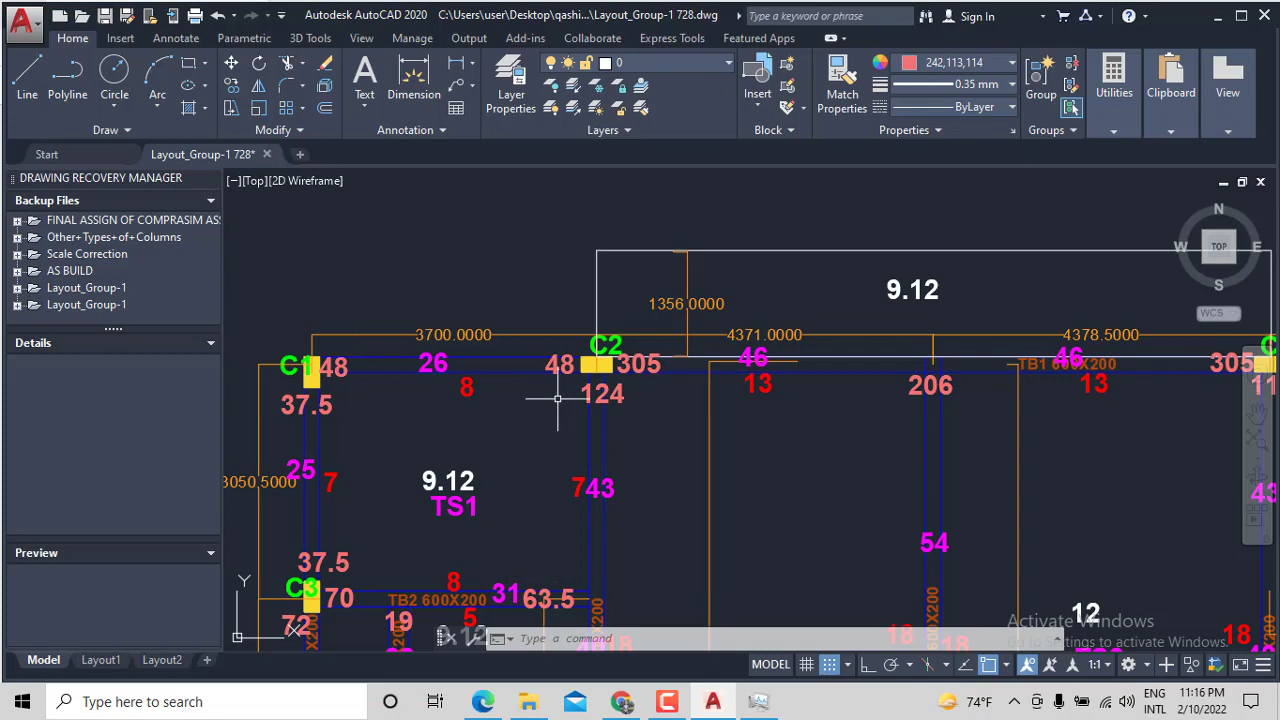 Autodesk AutoCAD 2020 C:\Users\user\Desktop\qashi...\Layout_Group-1 728.dwg
Type a keyword or phrase
Sign In
Home Insert Annotate Parametric 3D Tools View Manage Output Add-ins Collaborate Express Tools Featured Apps
Line Polyline Circle Arc
Text Dimension
Layer Properties
0
Insert
Match Properties
242,113,114
0.35 mm
ByLayer
Group Utilities Clipboard View
Draw Modify Annotation Layers Block Properties Groups
Start Layout_Group-1 728*
DRAWING RECOVERY MANAGER
Backup Files
FINAL ASSIGN OF COMPRASIM AS
Other+Types+of+Columns
Scale Correction
AS BUILD
Layout_Group-1
Layout_Group-1
Details
Preview
[−][Top][2D Wireframe]
N
W TOP E
S
WCS
9.12
1356.0000
3700.0000 4371.0000 4378.5000
C2
C1 48 26 48 305 46 TB1 600X200 46 305
8 124 13 206 13
37.5
25 7
3050.5000
9.12
TS1
7 43
54
37.5
C3 70
8
TB2 600X200 31 63.5
72 19 5
12
18 18 18
Y
X
Type a command
Activate Windows
Go to Settings to activate Windows.
Model Layout1 Layout2
MODEL 1:1
Type here to search
74°F
ENG
INTL
11:16 PM
2/10/2022